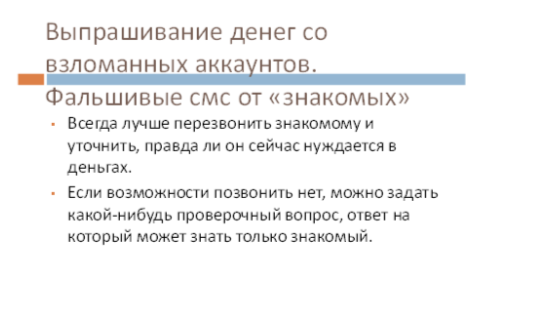 Выпрашивание денег со
взломанных аккаунтов.
Фальшивые смс от «знакомых»
• Всегда лучше перезвонить знакомому и
уточнить, правда ли он сейчас нуждается в
деньгах.
• Если возможности позвонить нет, можно задать
какой-нибудь проверочный вопрос, ответ на
который может знать только знакомый.